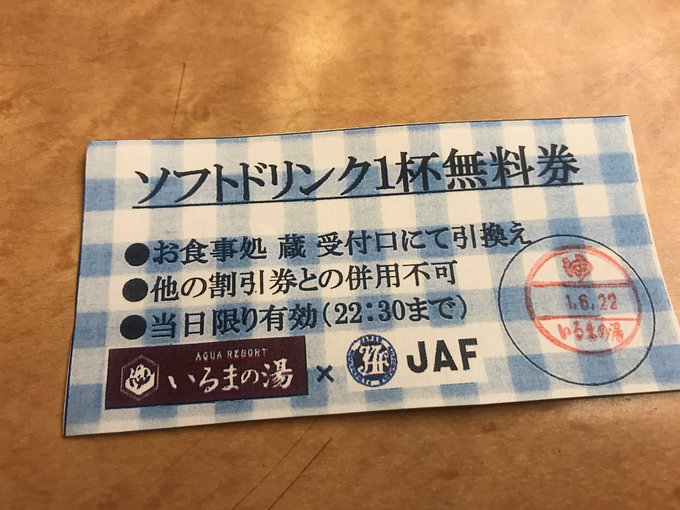 ソフトドリンク1杯無料券
●お食事処 蔵 受付口にて引換え
●他の割引券との併用不可
●当日限り有効(22:30まで)
AQUA RESORT
いるまの湯 × JAF
ゆ
1.6.22
いるまの湯